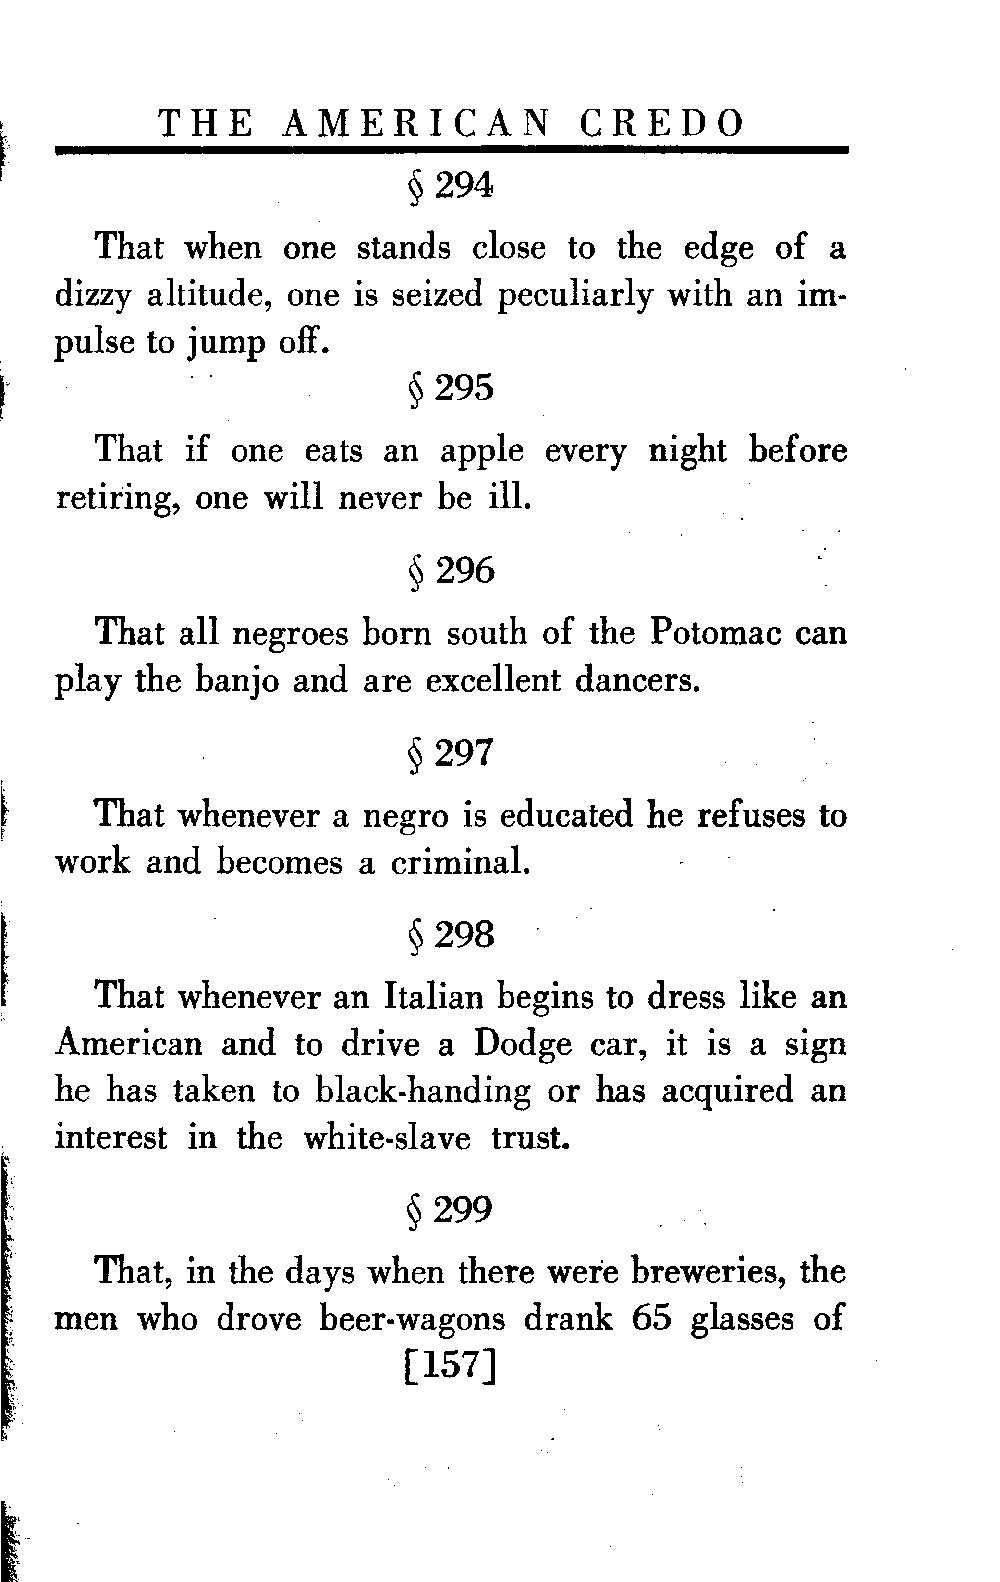 THE AMERICAN CREDO
§ 294
That when one stands close to the edge of a
dizzy altitude, one is seized peculiarly with an im-
pulse to jump off.
§ 295
That if one eats an apple every night before
retiring, one will never be ill.
§ 296
That all negroes born south of the Potomac can
play the banjo and are excellent dancers.
§ 297
That whenever a negro is educated he refuses to
work and becomes a criminal.
§ 298
That whenever an Italian begins to dress like an
American and to drive a Dodge car, it is a sign
he has taken to black-handing or has acquired an
interest in the white-slave trust.
§ 299
That, in the days when there were breweries, the
men who drove beer-wagons drank 65 glasses of
[157]